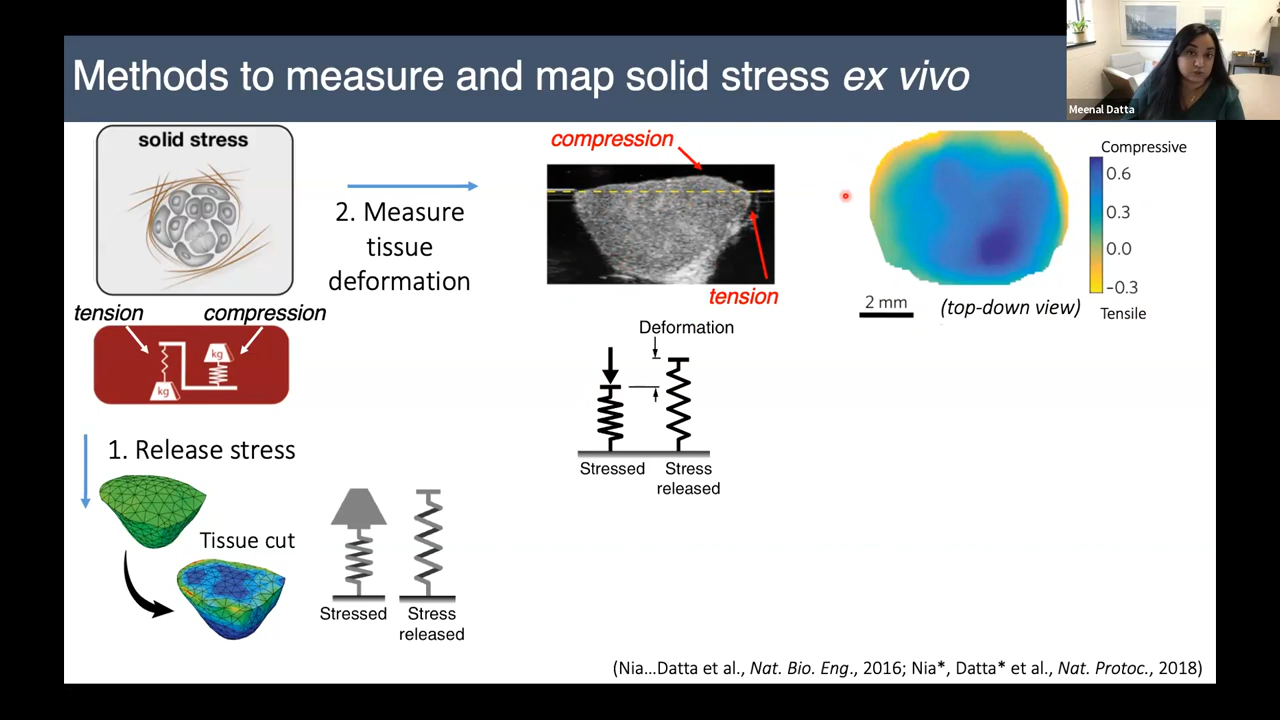 Methods to measure and map solid stress ex vivo
Meenal Datta
solid stress
tension
compression
kg
kg
1. Release stress
Tissue cut
Stressed
Stress
released
2. Measure
tissue
deformation
compression
tension
Deformation
Stressed
Stress
released
2 mm
(top-down view)
Compressive
0.6
0.3
0.0
−0.3
Tensile
(Nia...Datta et al., Nat. Bio. Eng., 2016; Nia*, Datta* et al., Nat. Protoc., 2018)